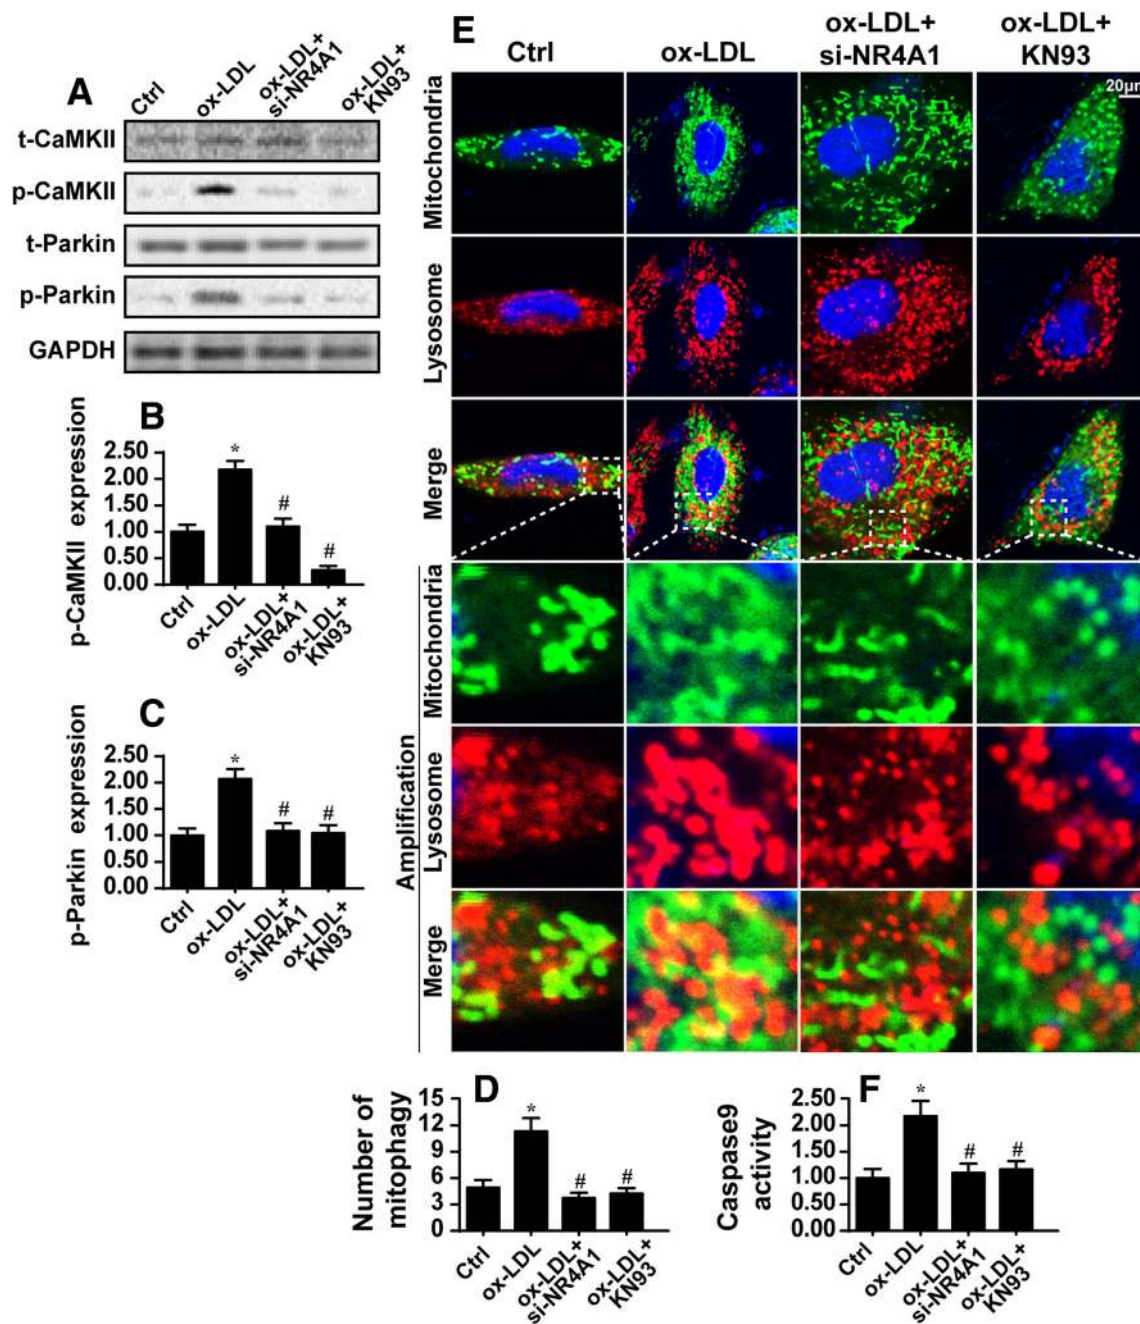 A
Ctrl
ox-LDL
ox-LDL+
si-NR4A1
ox-LDL+
KN93
t-CaMKII
p-CaMKII
t-Parkin
p-Parkin
GAPDH
B
p-CaMKII expression
2.50
2.00
1.50
1.00
0.50
0.00
*
#
#
Ctrl
ox-LDL
ox-LDL+
si-NR4A1
ox-LDL+
KN93
C
p-Parkin expression
2.50
2.00
1.50
1.00
0.50
0.00
*
#
#
Ctrl
ox-LDL
ox-LDL+
si-NR4A1
ox-LDL+
KN93
E
Ctrl
ox-LDL
ox-LDL+
si-NR4A1
ox-LDL+
KN93
20μm
Mitochondria
Lysosome
Merge
Amplification
Mitochondria
Lysosome
Merge
D
Number of
mitophagy
15
12
9
6
3
0
*
#
#
Ctrl
ox-LDL
ox-LDL+
si-NR4A1
ox-LDL+
KN93
F
Caspase9
activity
2.50
2.00
1.50
1.00
0.50
0.00
*
#
#
Ctrl
ox-LDL
ox-LDL+
si-NR4A1
ox-LDL+
KN93